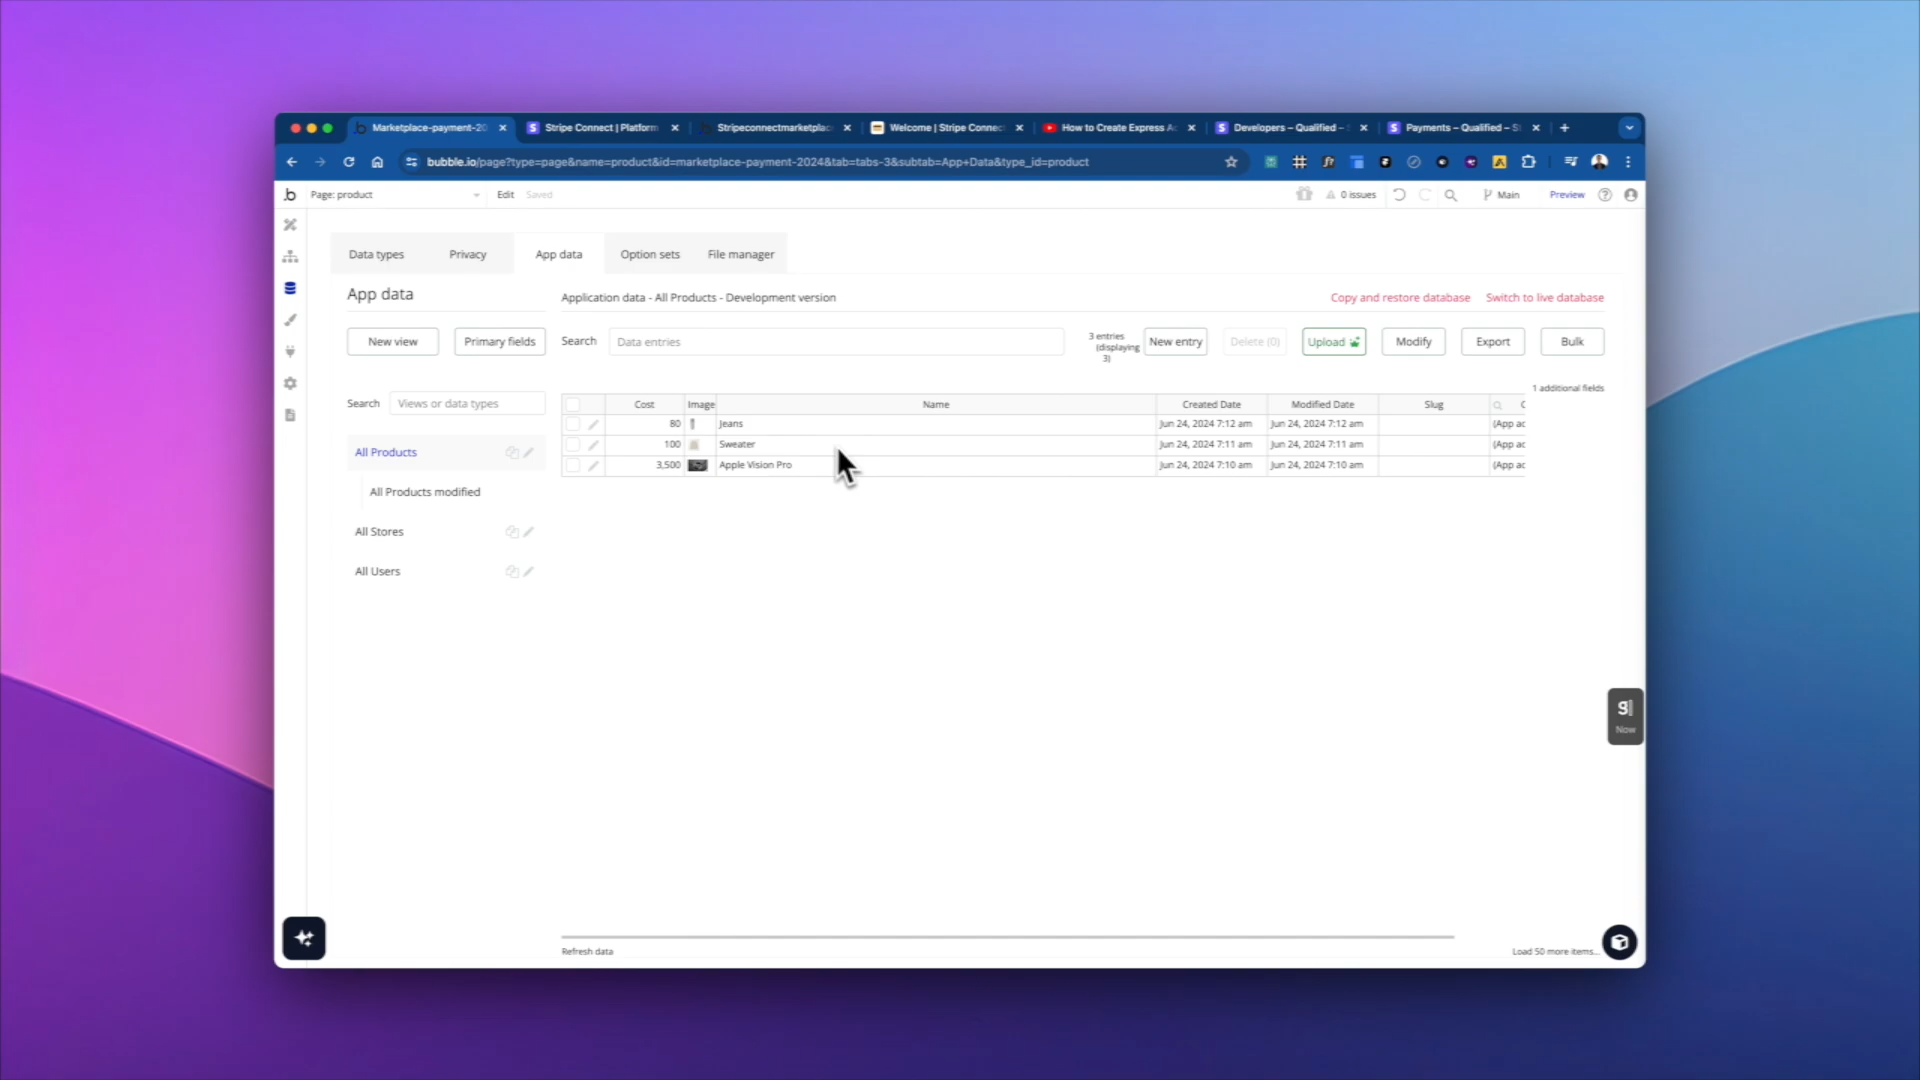 Marketplace-payment-20
Stripe Connect | Platform
Stripeconnectmarketplac
Welcome | Stripe Connec
How to Create Express A
Developers – Qualified –
Payments – Qualified – S
bubble.io/page?type=page&name=product&id=marketplace-payment-2024&tab=tabs-3&subtab=App+Data&type_id=product
Page: product
Edit
Saved
0 issues
Main
Preview
Data types
Privacy
App data
Option sets
File manager
App data
Application data - All Products - Development version
Copy and restore database
Switch to live database
New view
Primary fields
Search
Data entries
3 entries
(displaying
3)
New entry
Delete (0)
Upload
Modify
Export
Bulk
1 additional fields
Search
Views or data types
Cost Image Name Created Date Modified Date Slug
80 Jeans Jun 24, 2024 7:12 am Jun 24, 2024 7:12 am (App ac
100 Sweater Jun 24, 2024 7:11 am Jun 24, 2024 7:11 am (App ac
3,500 Apple Vision Pro Jun 24, 2024 7:10 am Jun 24, 2024 7:10 am (App ac
All Products
All Products modified
All Stores
All Users
g
Now
Refresh data
Load 50 more items...